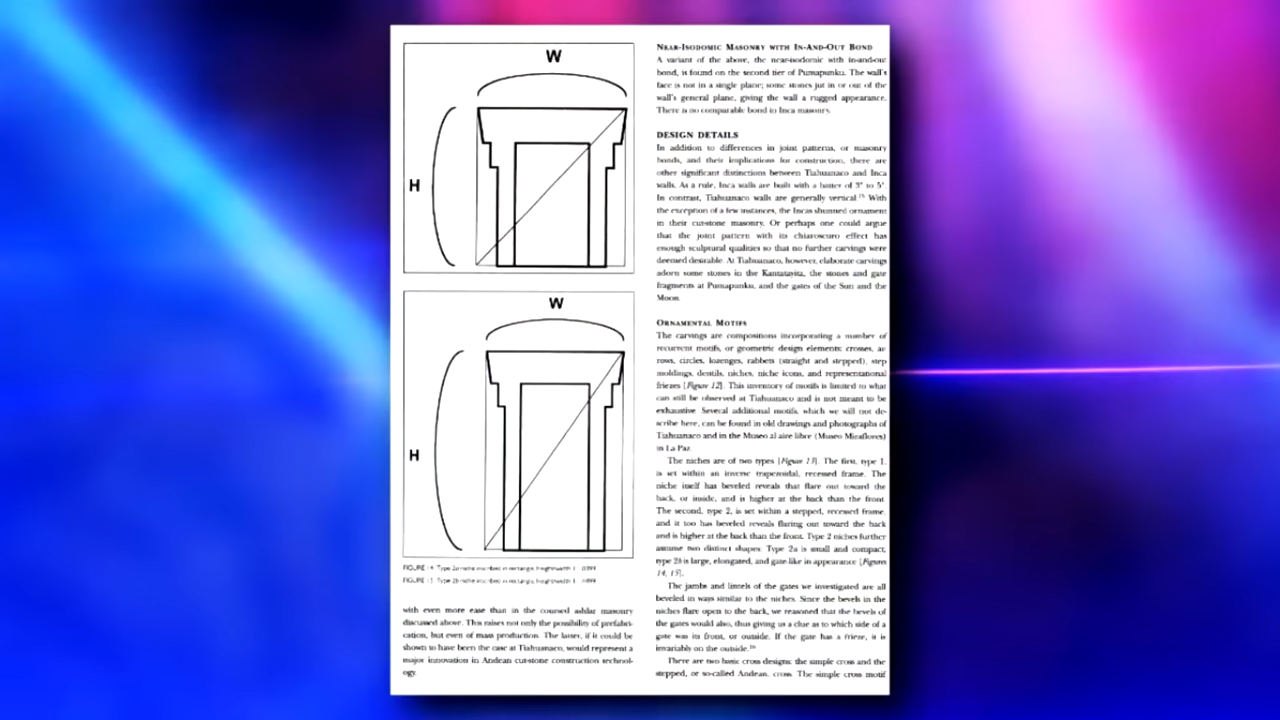 W
H
W
H
FIGURE 14 Type 2a niche inscribed in rectangle, height:width 1
FIGURE 15 Type 2b niche inscribed in rectangle, height:width 1
with even more ease than in the coursed ashlar masonry
discussed above. This raises not only the possibility of prefabri-
cation, but even of mass production. The latter, if it could be
shown to have been the case at Tiahuanaco, would represent a
major innovation in Andean cut-stone construction technol-
ogy.
NEAR-ISODOMIC MASONRY WITH IN-AND-OUT BOND
A variant of the above, the near-isodomic with in-and-out
bond, is found on the second tier of Pumapunku. The wall's
face is not in a single plane; some stones jut in or out of the
wall's general plane, giving the wall a rugged appearance.
There is no comparable bond in Inca masonry.
DESIGN DETAILS
In addition to differences in joint patterns, or masonry
bonds, and their implications for construction, there are
other significant distinctions between Tiahuanaco and Inca
walls. As a rule, Inca walls are built with a batter of 3° to 5°.
In contrast, Tiahuanaco walls are generally vertical. With
the exception of a few instances, the Incas shunned ornament
in their cut-stone masonry. Or perhaps one could argue
that the joint pattern with its chiaroscuro effect has
enough sculptural qualities so that no further carvings were
deemed desirable. At Tiahuanaco, however, elaborate carvings
adorn some stones in the Kantatayita, the stones and gate
fragments at Pumapunku, and the gates of the Sun and the
Moon.
ORNAMENTAL MOTIFS
The carvings are compositions incorporating a number of
recurrent motifs, or geometric design elements: crosses, ar-
rows, circles, lozenges, rabbets (straight and stepped), step
moldings, dentils, niches, niche icons, and representational
friezes [Figure 12]. This inventory of motifs is limited to what
can still be observed at Tiahuanaco and is not meant to be
exhaustive. Several additional motifs, which we will not de-
scribe here, can be found in old drawings and photographs of
Tiahuanaco and in the Museo al aire libre (Museo Miraflores)
in La Paz.
The niches are of two types [Figure 13]. The first, type 1,
is set within an inverse trapezoidal, recessed frame. The
niche itself has beveled reveals that flare out toward the
back, or inside, and is higher at the back than the front.
The second, type 2, is set within a stepped, recessed frame,
and it too has beveled reveals flaring out toward the back
and is higher at the back than the front. Type 2 niches further
assume two distinct shapes: Type 2a is small and compact,
type 2b is large, elongated, and gate-like in appearance [Figures
14, 15].
The jambs and lintels of the gates we investigated are all
beveled in ways similar to the niches. Since the bevels in the
niches flare open to the back, we reasoned that the bevels of
the gates would also, thus giving us a clue as to which side of a
gate was its front, or outside. If the gate has a frieze, it is
invariably on the outside.
There are two basic cross designs: the simple cross and the
stepped, or so-called Andean, cross. The simple cross motif